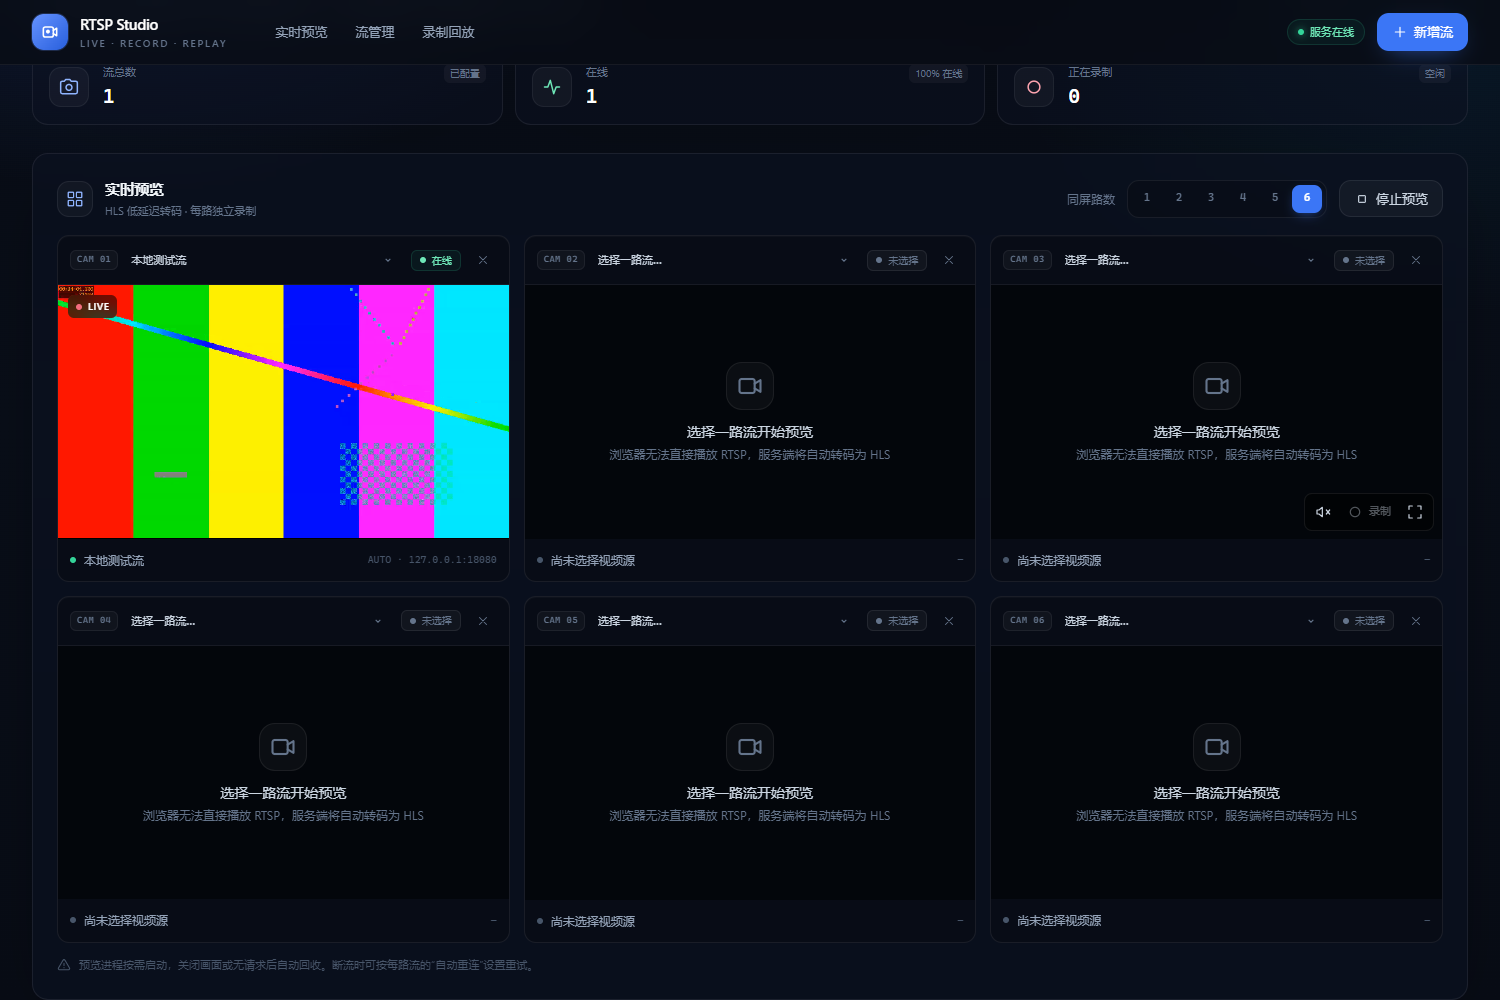 RTSP Studio
LIVE · RECORD · REPLAY
实时预览 流管理 录制回放
服务在线
新增流
流总数
1
已配置
在线
1
100% 在线
正在录制
0
空闲
实时预览
HLS 低延迟转码 · 每路独立录制
同屏路数 1 2 3 4 5 6
停止预览
CAM 01 本地测试流 在线
LIVE
本地测试流 AUTO · 127.0.0.1:18080
CAM 02 选择一路流... 未选择
选择一路流开始预览
浏览器无法直接播放 RTSP，服务端将自动转码为 HLS
尚未选择视频源 –
CAM 03 选择一路流... 未选择
选择一路流开始预览
浏览器无法直接播放 RTSP，服务端将自动转码为 HLS
录制
尚未选择视频源 –
CAM 04 选择一路流... 未选择
选择一路流开始预览
浏览器无法直接播放 RTSP，服务端将自动转码为 HLS
尚未选择视频源 –
CAM 05 选择一路流... 未选择
选择一路流开始预览
浏览器无法直接播放 RTSP，服务端将自动转码为 HLS
尚未选择视频源 –
CAM 06 选择一路流... 未选择
选择一路流开始预览
浏览器无法直接播放 RTSP，服务端将自动转码为 HLS
尚未选择视频源 –
预览进程按需启动，关闭画面或无请求后自动回收。断流时可按每路流的"自动重连"设置重试。